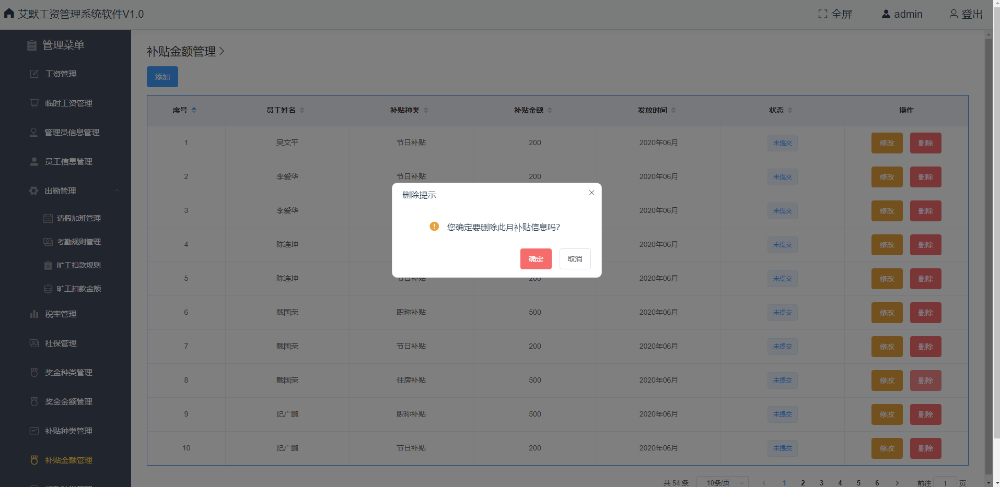 艾默工资管理系统软件V1.0
全屏 admin 登出
管理菜单
工资管理
临时工资管理
管理员信息管理
员工信息管理
出勤管理
请假加班管理
考勤规则管理
旷工扣款规则
旷工扣款金额
税率管理
社保管理
奖金种类管理
奖金金额管理
补贴种类管理
补贴金额管理
补贴金额管理
添加
序号 员工姓名 补贴种类 补贴金额 发放时间 状态 操作
1 吴文平 节日补贴 200 2020年06月 未提交 修改 删除
2 李爱华 节日补贴 200 2020年06月 未提交 修改 删除
3 李爱华 2020年06月 未提交 修改 删除
4 陈连坤 2020年06月 未提交 修改 删除
5 陈连坤 节日补贴 200 2020年06月 未提交 修改 删除
6 戴国荣 职称补贴 500 2020年06月 未提交 修改 删除
7 戴国荣 节日补贴 200 2020年06月 未提交 修改 删除
8 戴国荣 住房补贴 500 2020年06月 未提交 修改 删除
9 纪广鹏 职称补贴 500 2020年06月 未提交 修改 删除
10 纪广鹏 节日补贴 200 2020年06月 未提交 修改 删除
删除提示
您确定要删除此月补贴信息吗?
确定 取消
共 54 条 10条/页 1 2 3 4 5 6 前往 1 页